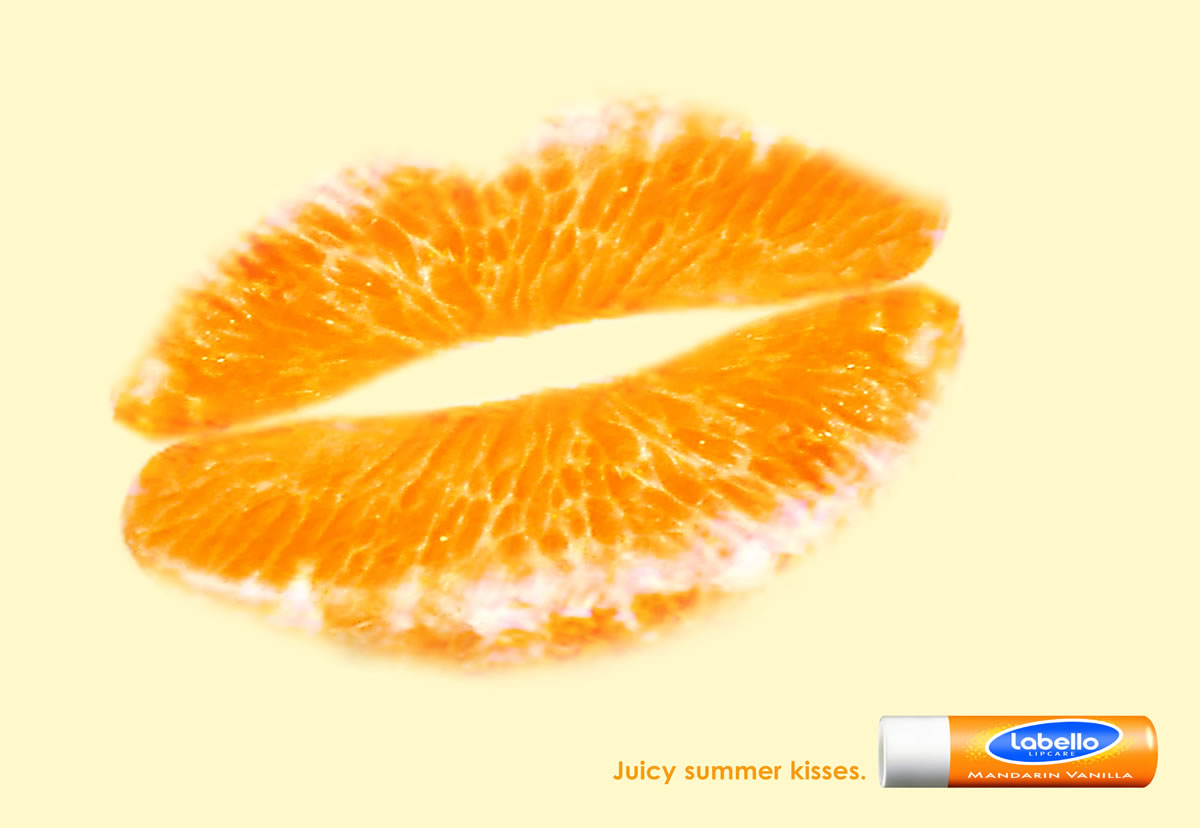 Juicy summer kisses.
Labello
LIPCARE
MANDARIN VANILLA